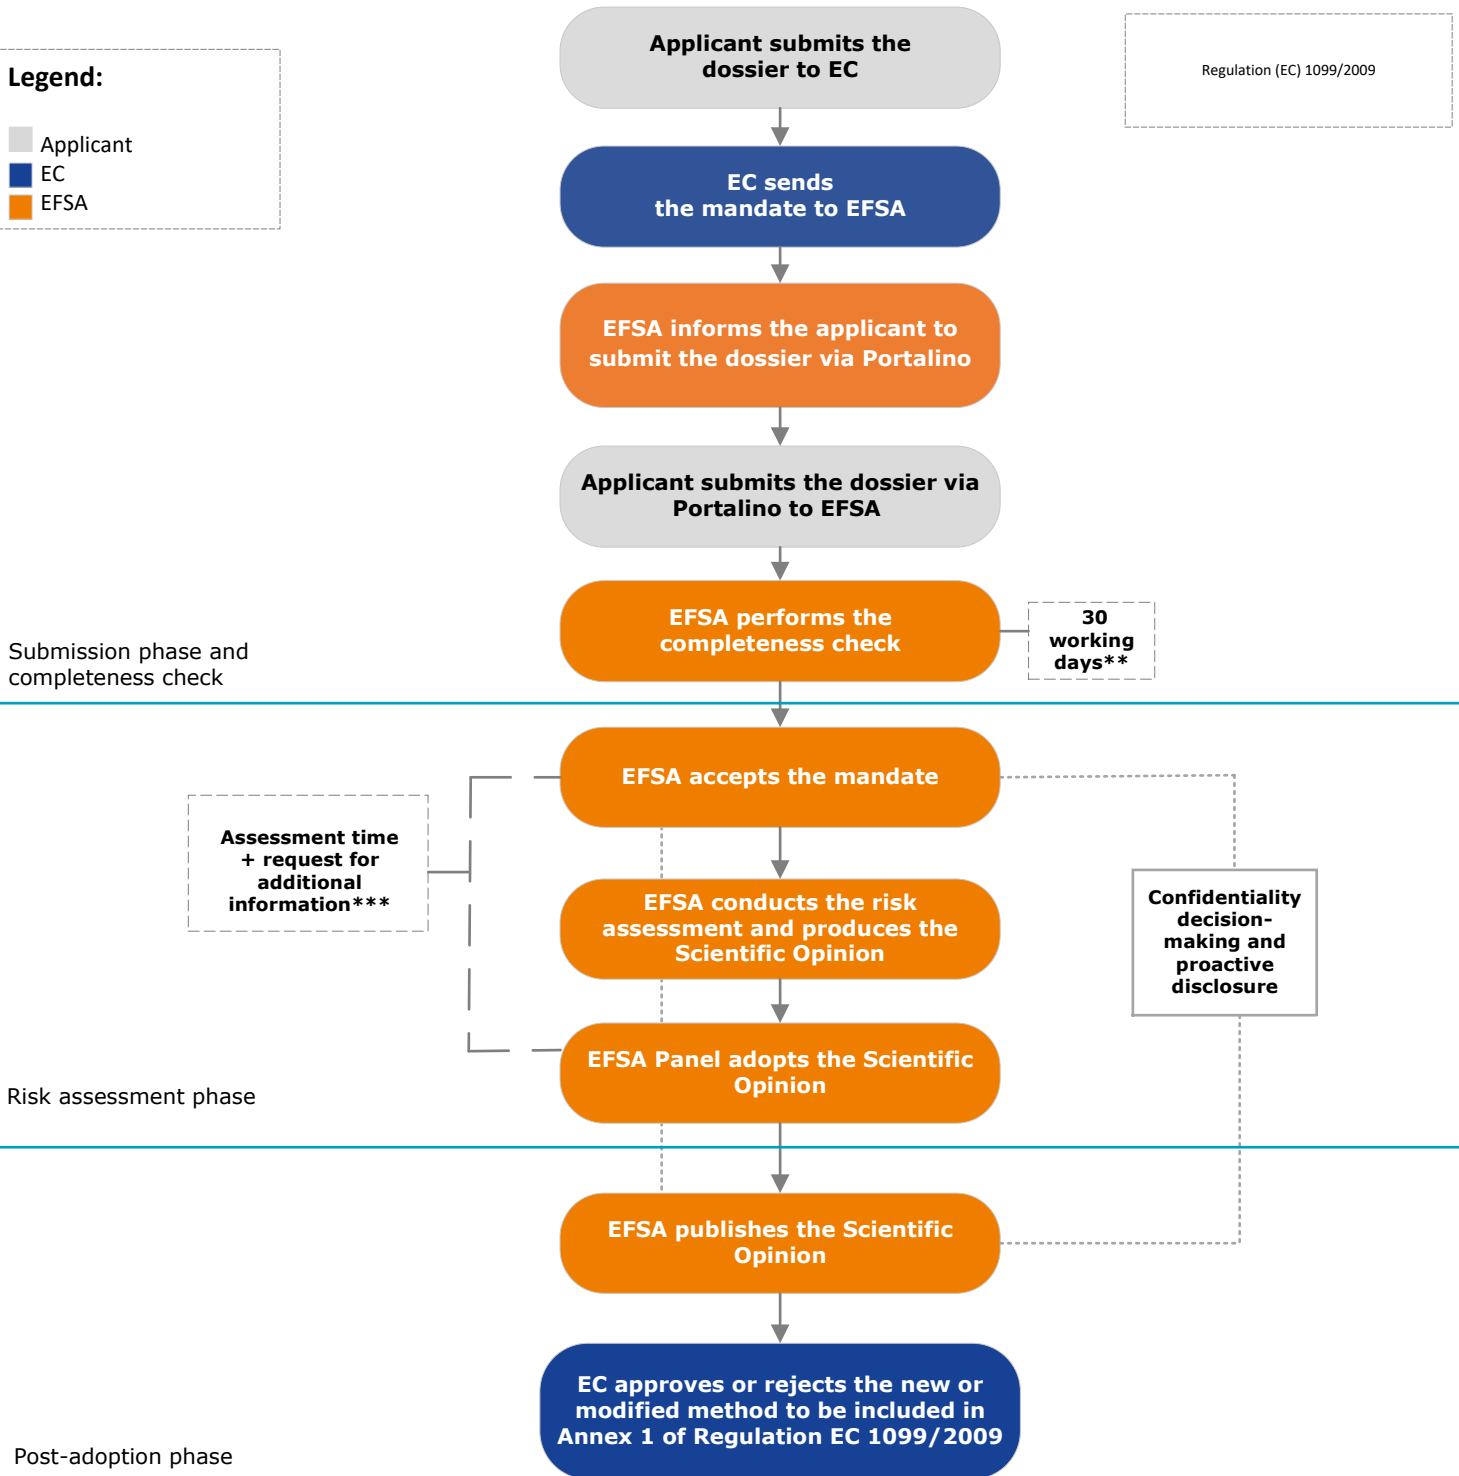 Applicant submits the
dossier to EC
Regulation (EC) 1099/2009
Legend:
Applicant
EC
EFSA
EC sends
the mandate to EFSA
EFSA informs the applicant to
submit the dossier via Portalino
Applicant submits the dossier via
Portalino to EFSA
EFSA performs the
completeness check
30
working
days**
Submission phase and
completeness check
EFSA accepts the mandate
Assessment time
+ request for
additional
information***
EFSA conducts the risk
assessment and produces the
Scientific Opinion
Confidentiality
decision-
making and
proactive
disclosure
EFSA Panel adopts the Scientific
Opinion
Risk assessment phase
EFSA publishes the Scientific
Opinion
EC approves or rejects the new or
modified method to be included in
Annex 1 of Regulation EC 1099/2009
Post-adoption phase